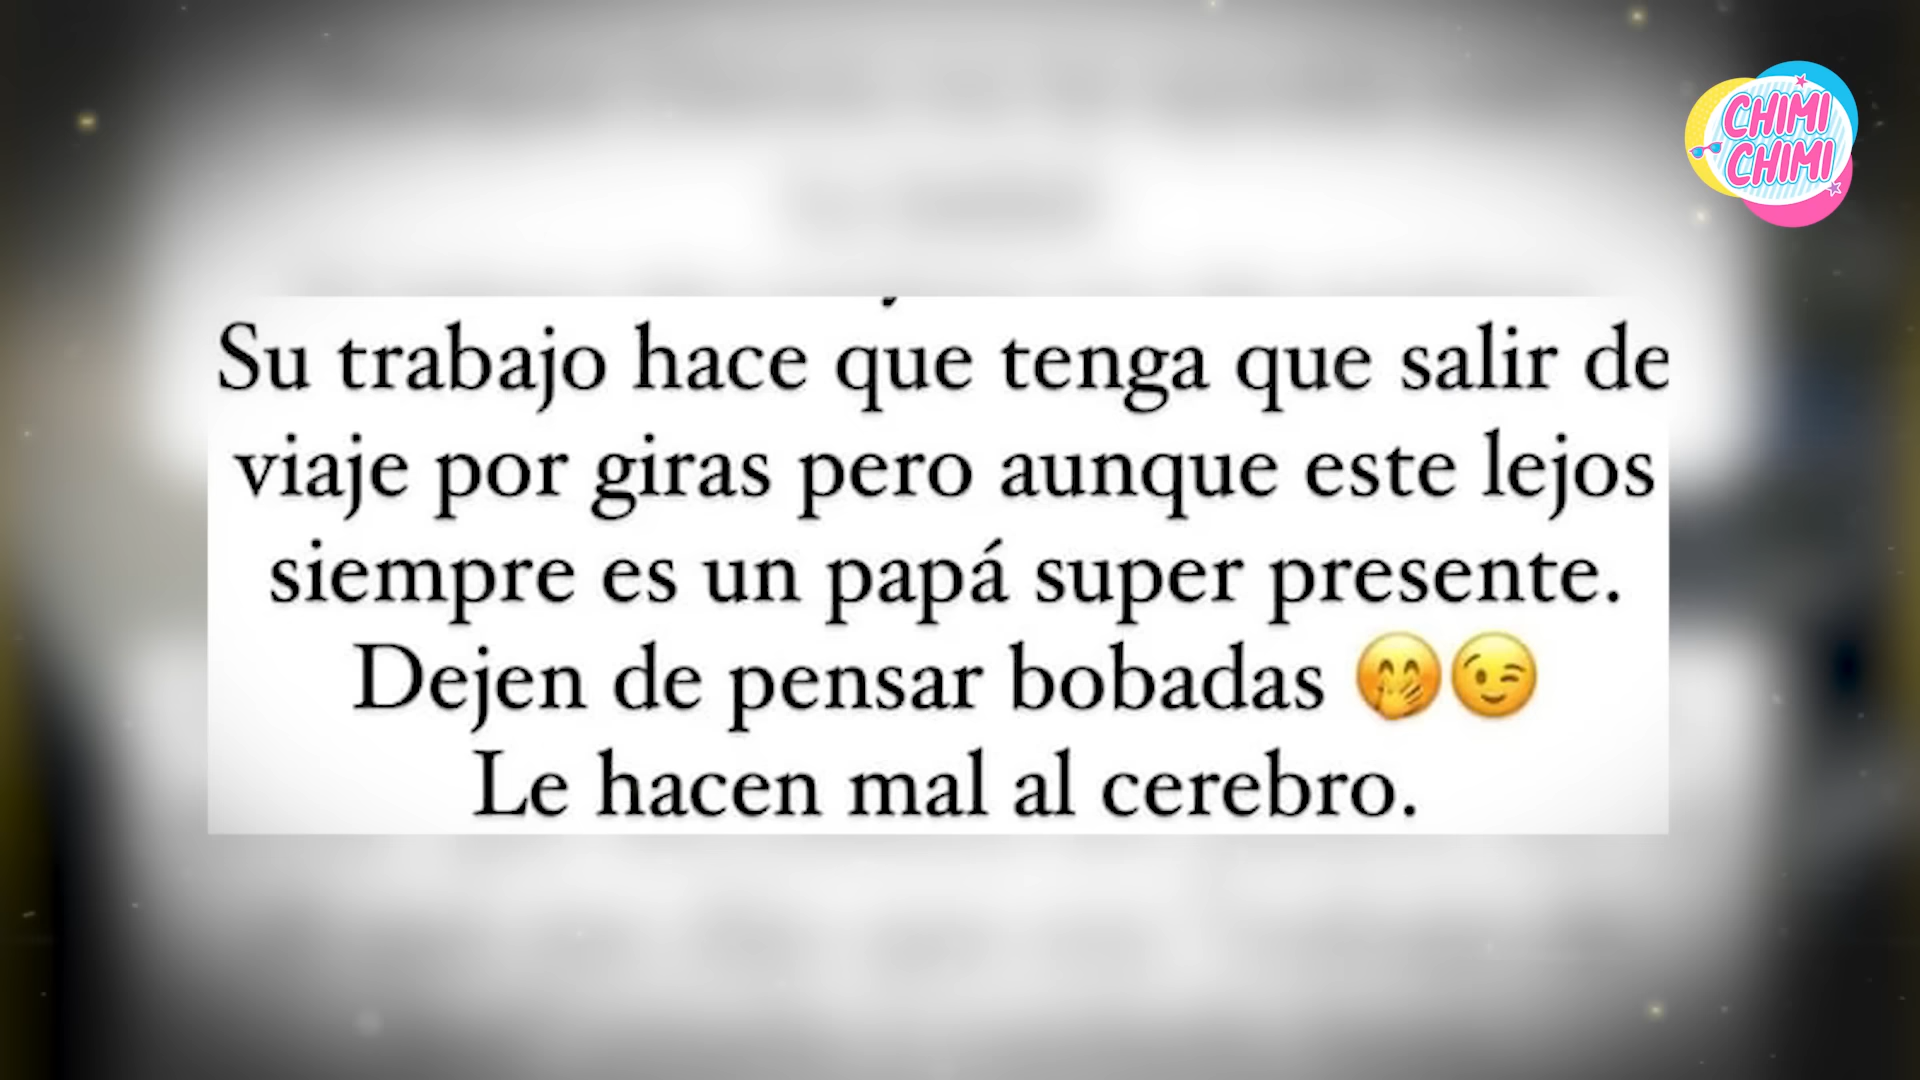 CHIMI
CHIMI
Su trabajo hace que tenga que salir de
viaje por giras pero aunque este lejos
siempre es un papá super presente.
Dejen de pensar bobadas 🤭😉
Le hacen mal al cerebro.